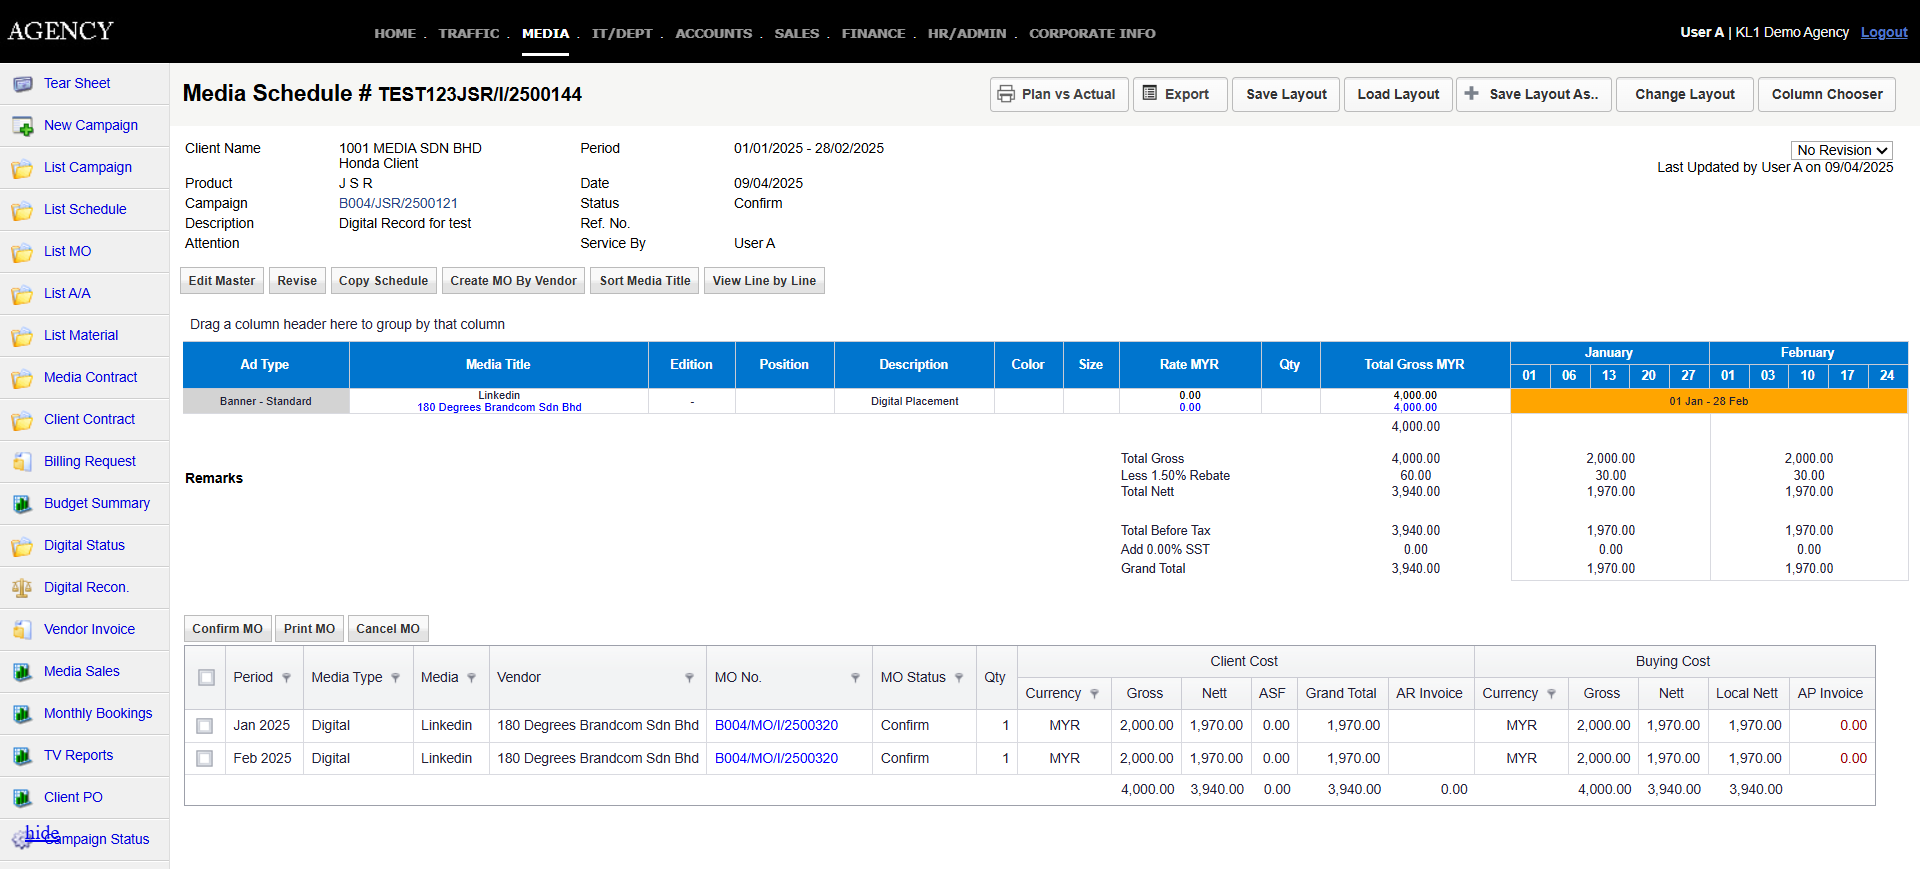 AGENCY
HOME . TRAFFIC . MEDIA . IT/DEPT . ACCOUNTS . SALES . FINANCE . HR/ADMIN . CORPORATE INFO
User A | KL1 Demo Agency Logout
Tear Sheet
New Campaign
List Campaign
List Schedule
List MO
List A/A
List Material
Media Contract
Client Contract
Billing Request
Budget Summary
Digital Status
Digital Recon.
Vendor Invoice
Media Sales
Monthly Bookings
TV Reports
Client PO
hide
Campaign Status
Media Schedule # TEST123JSR/I/2500144
Plan vs Actual Export Save Layout Load Layout Save Layout As.. Change Layout Column Chooser
Client Name 1001 MEDIA SDN BHD Period 01/01/2025 - 28/02/2025 No Revision
Honda Client Last Updated by User A on 09/04/2025
Product J S R Date 09/04/2025
Campaign B004/JSR/2500121 Status Confirm
Description Digital Record for test Ref. No.
Attention Service By User A
Edit Master Revise Copy Schedule Create MO By Vendor Sort Media Title View Line by Line
Drag a column header here to group by that column
Ad Type Media Title Edition Position Description Color Size Rate MYR Qty Total Gross MYR January February
01 06 13 20 27 01 03 10 17 24
Banner - Standard Linkedin - Digital Placement 0.00 4,000.00 01 Jan - 28 Feb
180 Degrees Brandcom Sdn Bhd 0.00 4,000.00
4,000.00
Total Gross 4,000.00 2,000.00 2,000.00
Remarks
Less 1.50% Rebate 60.00 30.00 30.00
Total Nett 3,940.00 1,970.00 1,970.00
Total Before Tax 3,940.00 1,970.00 1,970.00
Add 0.00% SST 0.00 0.00 0.00
Grand Total 3,940.00 1,970.00 1,970.00
Confirm MO Print MO Cancel MO
Period Media Type Media Vendor MO No. MO Status Qty Client Cost Buying Cost
Currency Gross Nett ASF Grand Total AR Invoice Currency Gross Nett Local Nett AP Invoice
Jan 2025 Digital Linkedin 180 Degrees Brandcom Sdn Bhd B004/MO/I/2500320 Confirm 1 MYR 2,000.00 1,970.00 0.00 1,970.00 MYR 2,000.00 1,970.00 1,970.00 0.00
Feb 2025 Digital Linkedin 180 Degrees Brandcom Sdn Bhd B004/MO/I/2500320 Confirm 1 MYR 2,000.00 1,970.00 0.00 1,970.00 MYR 2,000.00 1,970.00 1,970.00 0.00
4,000.00 3,940.00 0.00 3,940.00 0.00 4,000.00 3,940.00 3,940.00